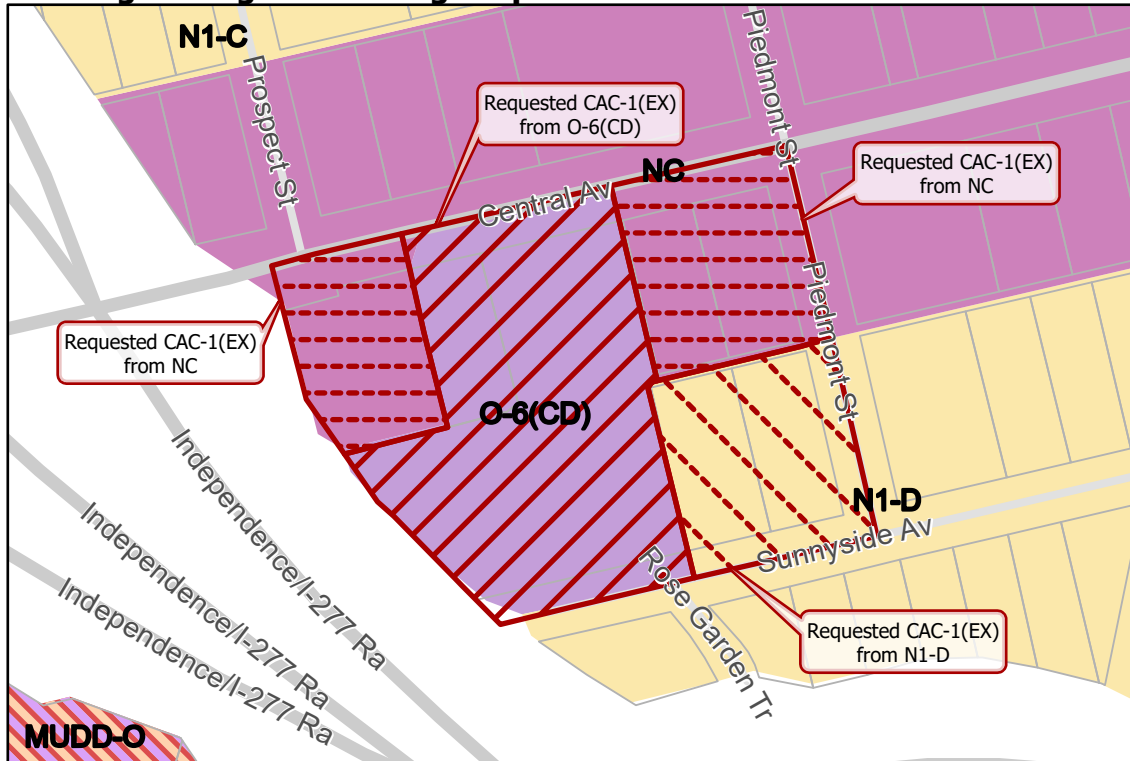 N1-C
Prospect St
Piedmont St
Requested CAC-1(EX)
from O-6(CD)
NC
Requested CAC-1(EX)
from NC
Central Av
Piedmont St
Requested CAC-1(EX)
from NC
O-6(CD)
Independence/I-277 Ra
Independence/I-277 Ra
Independence/I-277 Ra
N1-D
Sunnyside Av
Rose Garden Tr
Requested CAC-1(EX)
from N1-D
MUDD-O